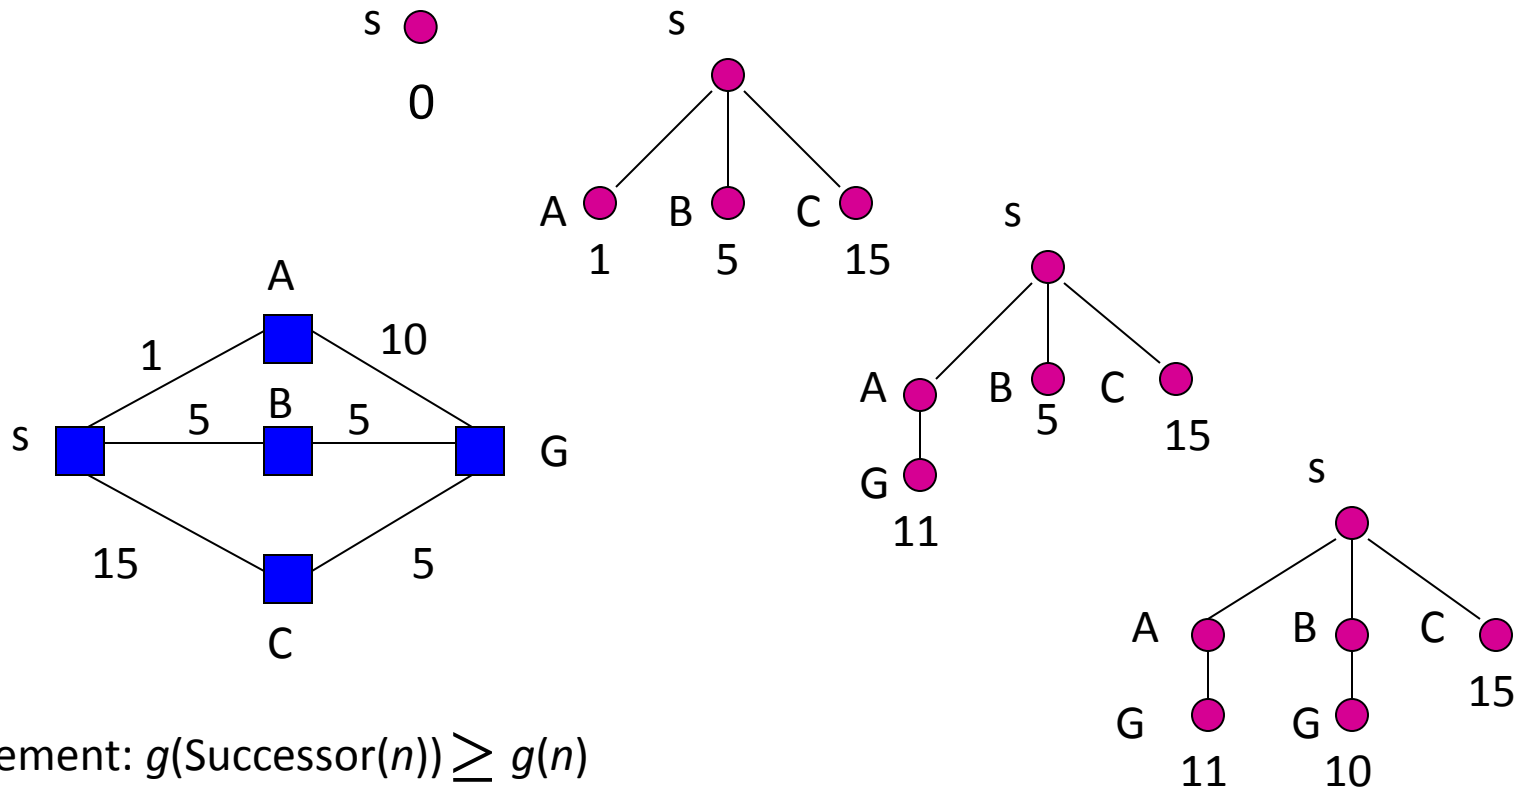 s
0
s
A B C
1 5 15
s
A B C
5 15
G
11
A
1 10
B
5 5
s G
15 5
C
s
A B C
15
G G
11 10
ement: g(Successor(n)) ≥ g(n)